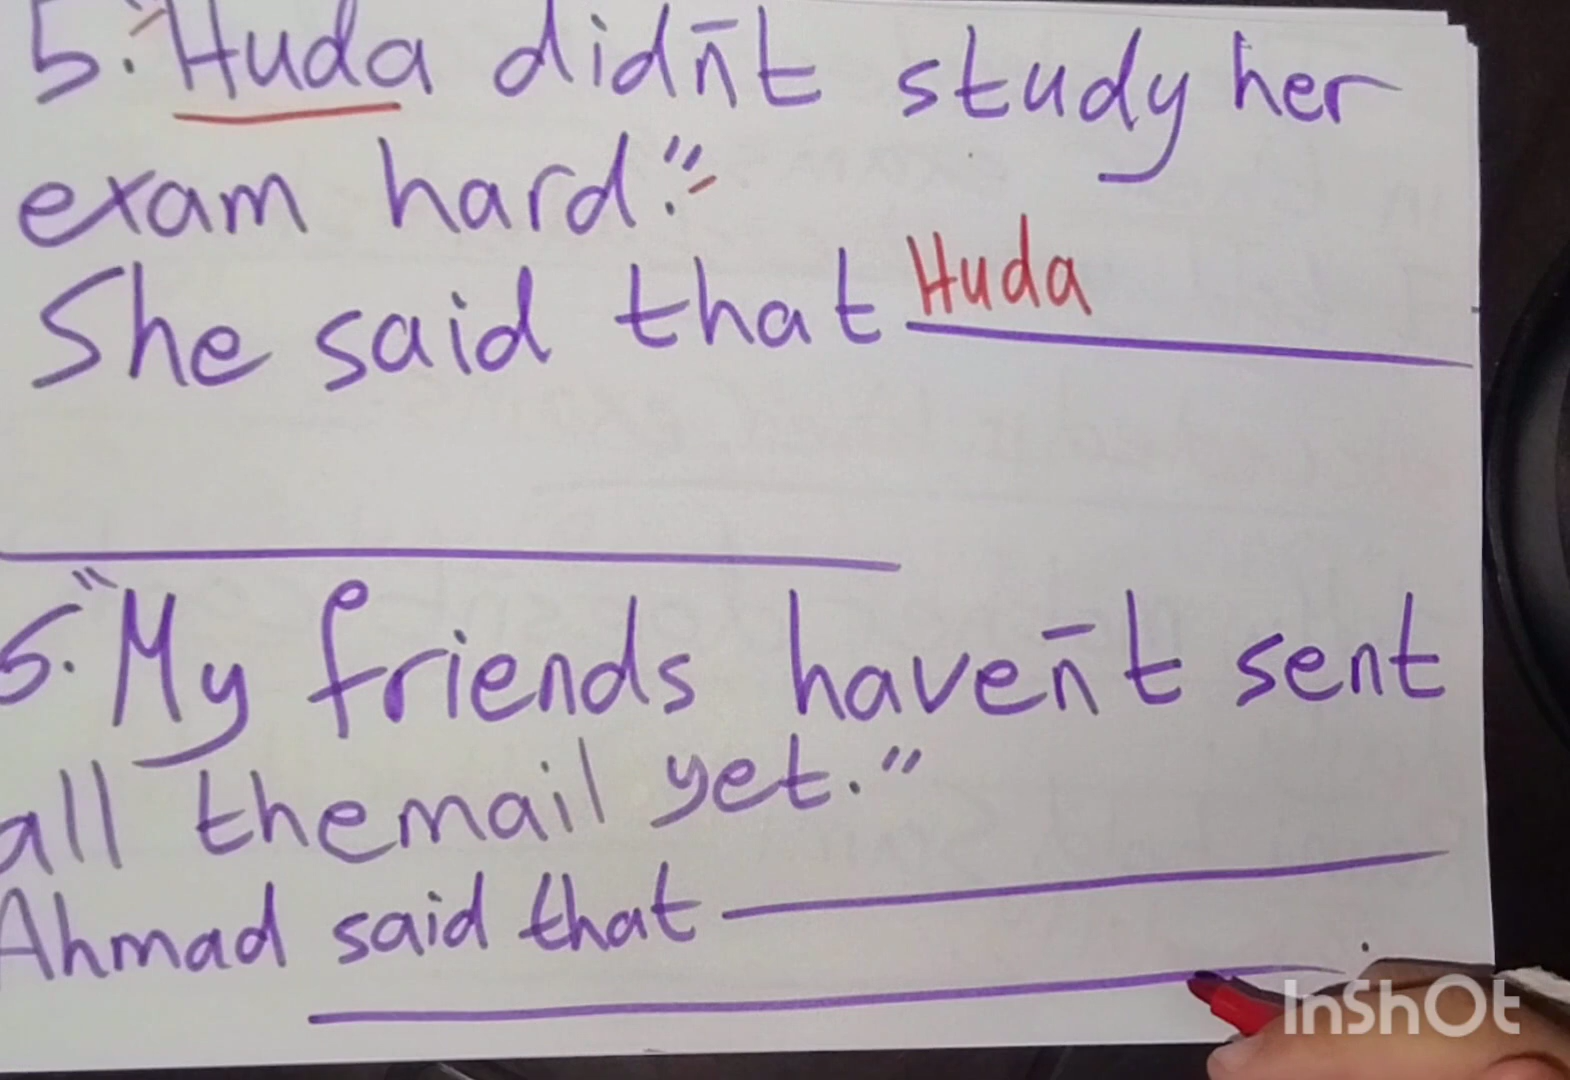 5."Huda didn't study her
exam hard."
She said that Huda
6."My friends haven't sent
all the mail yet."
Ahmad said that
InShOt